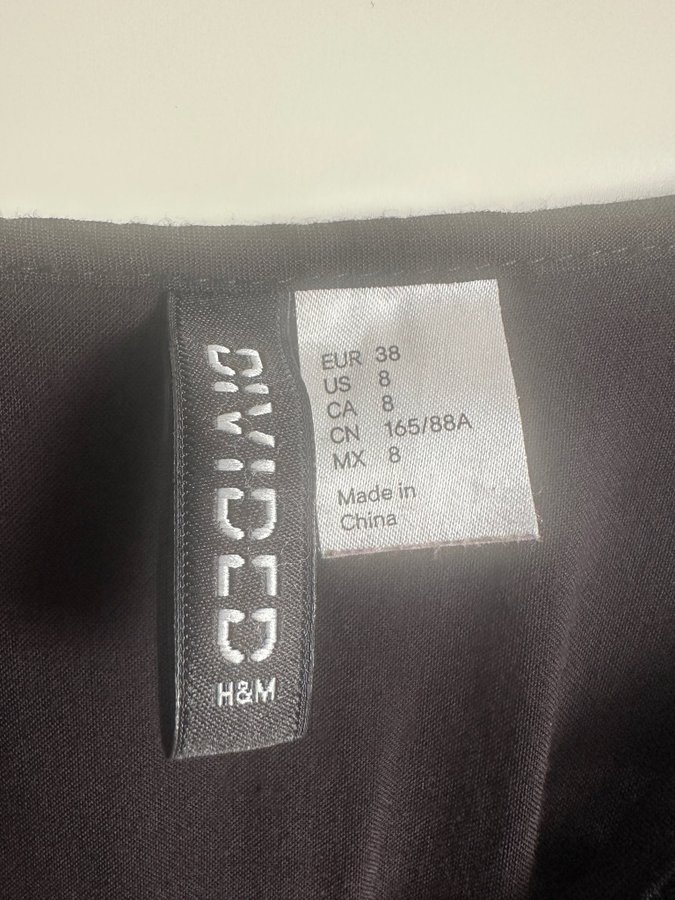 DIVIDED
H&M
EUR 38
US 8
CA 8
CN 165/88A
MX 8
Made in
China